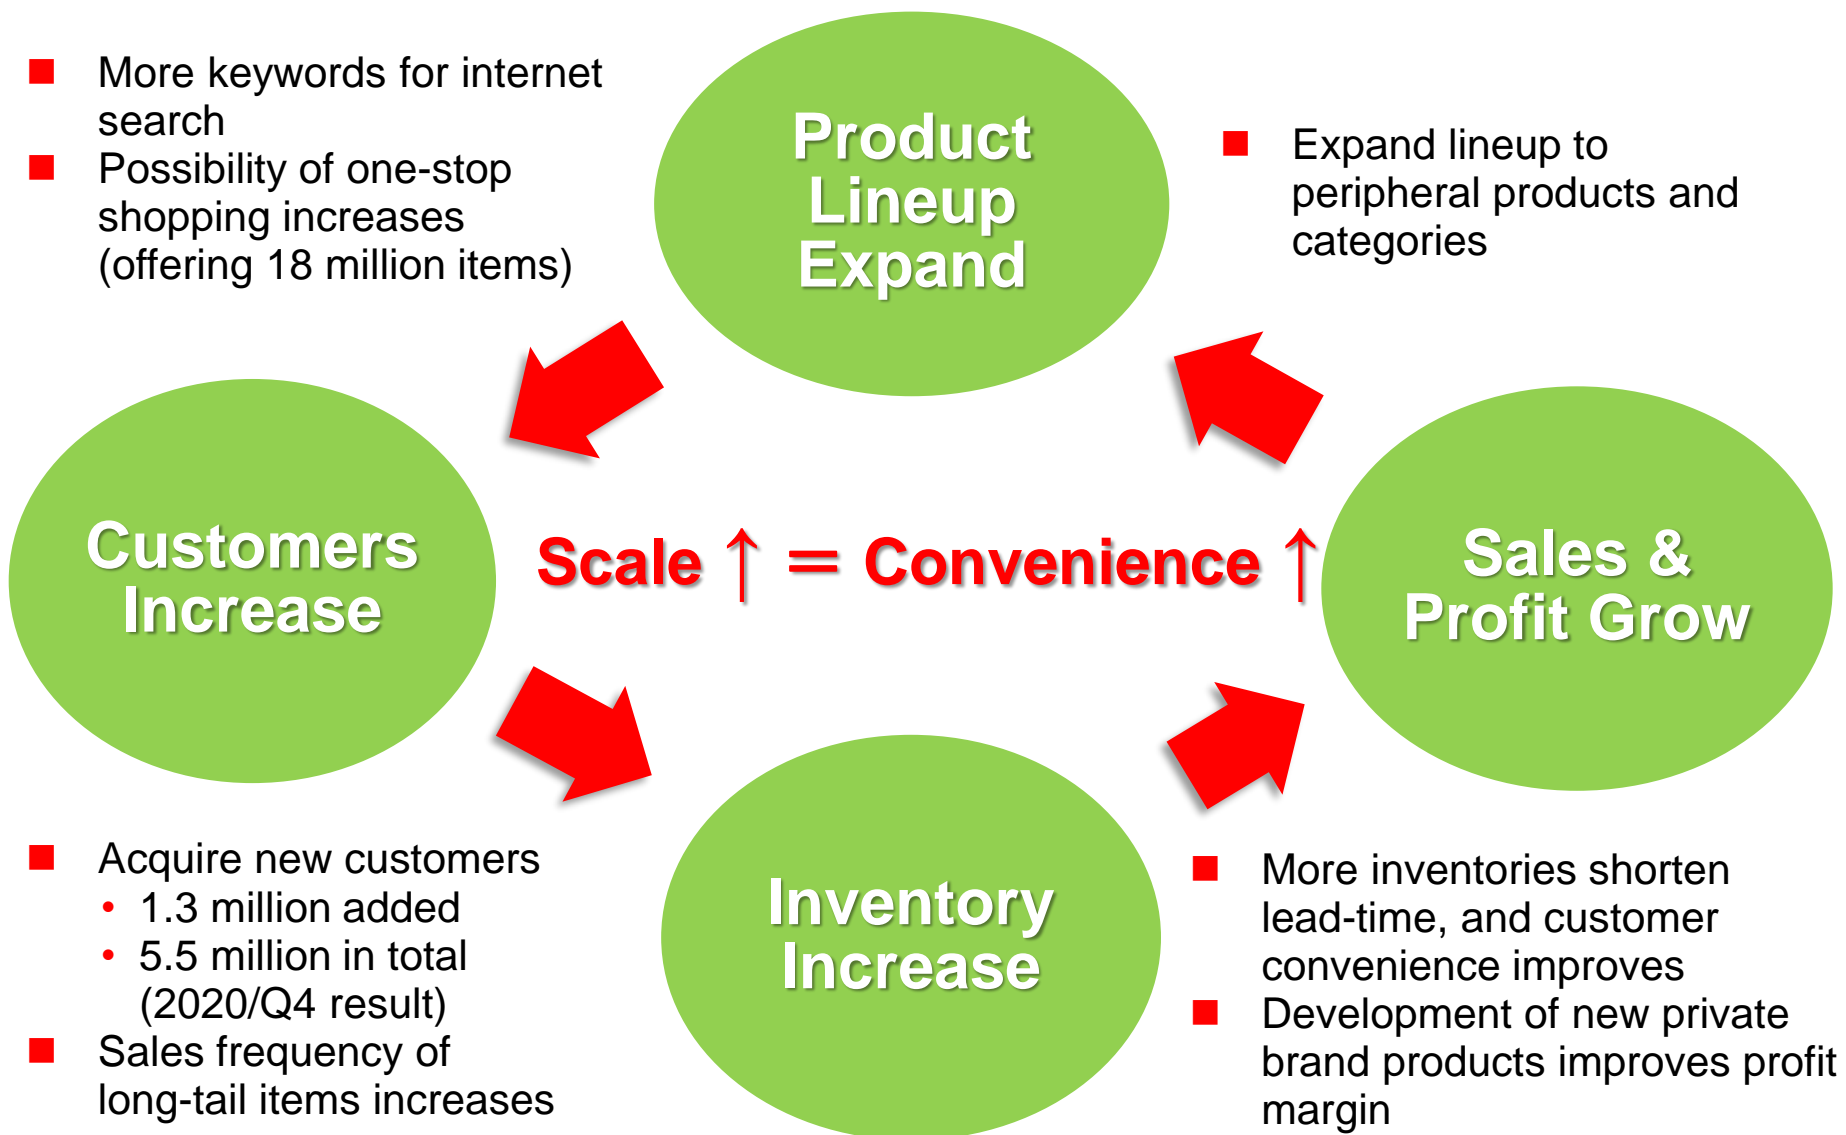 ■ More keywords for internet
search
■ Possibility of one-stop
shopping increases
(offering 18 million items)
Product
Lineup
Expand
■ Expand lineup to
peripheral products and
categories
Customers
Increase
Scale ↑ = Convenience ↑
Sales &
Profit Grow
■ Acquire new customers
• 1.3 million added
• 5.5 million in total
(2020/Q4 result)
■ Sales frequency of
long-tail items increases
Inventory
Increase
■ More inventories shorten
lead-time, and customer
convenience improves
■ Development of new private
brand products improves profit
margin